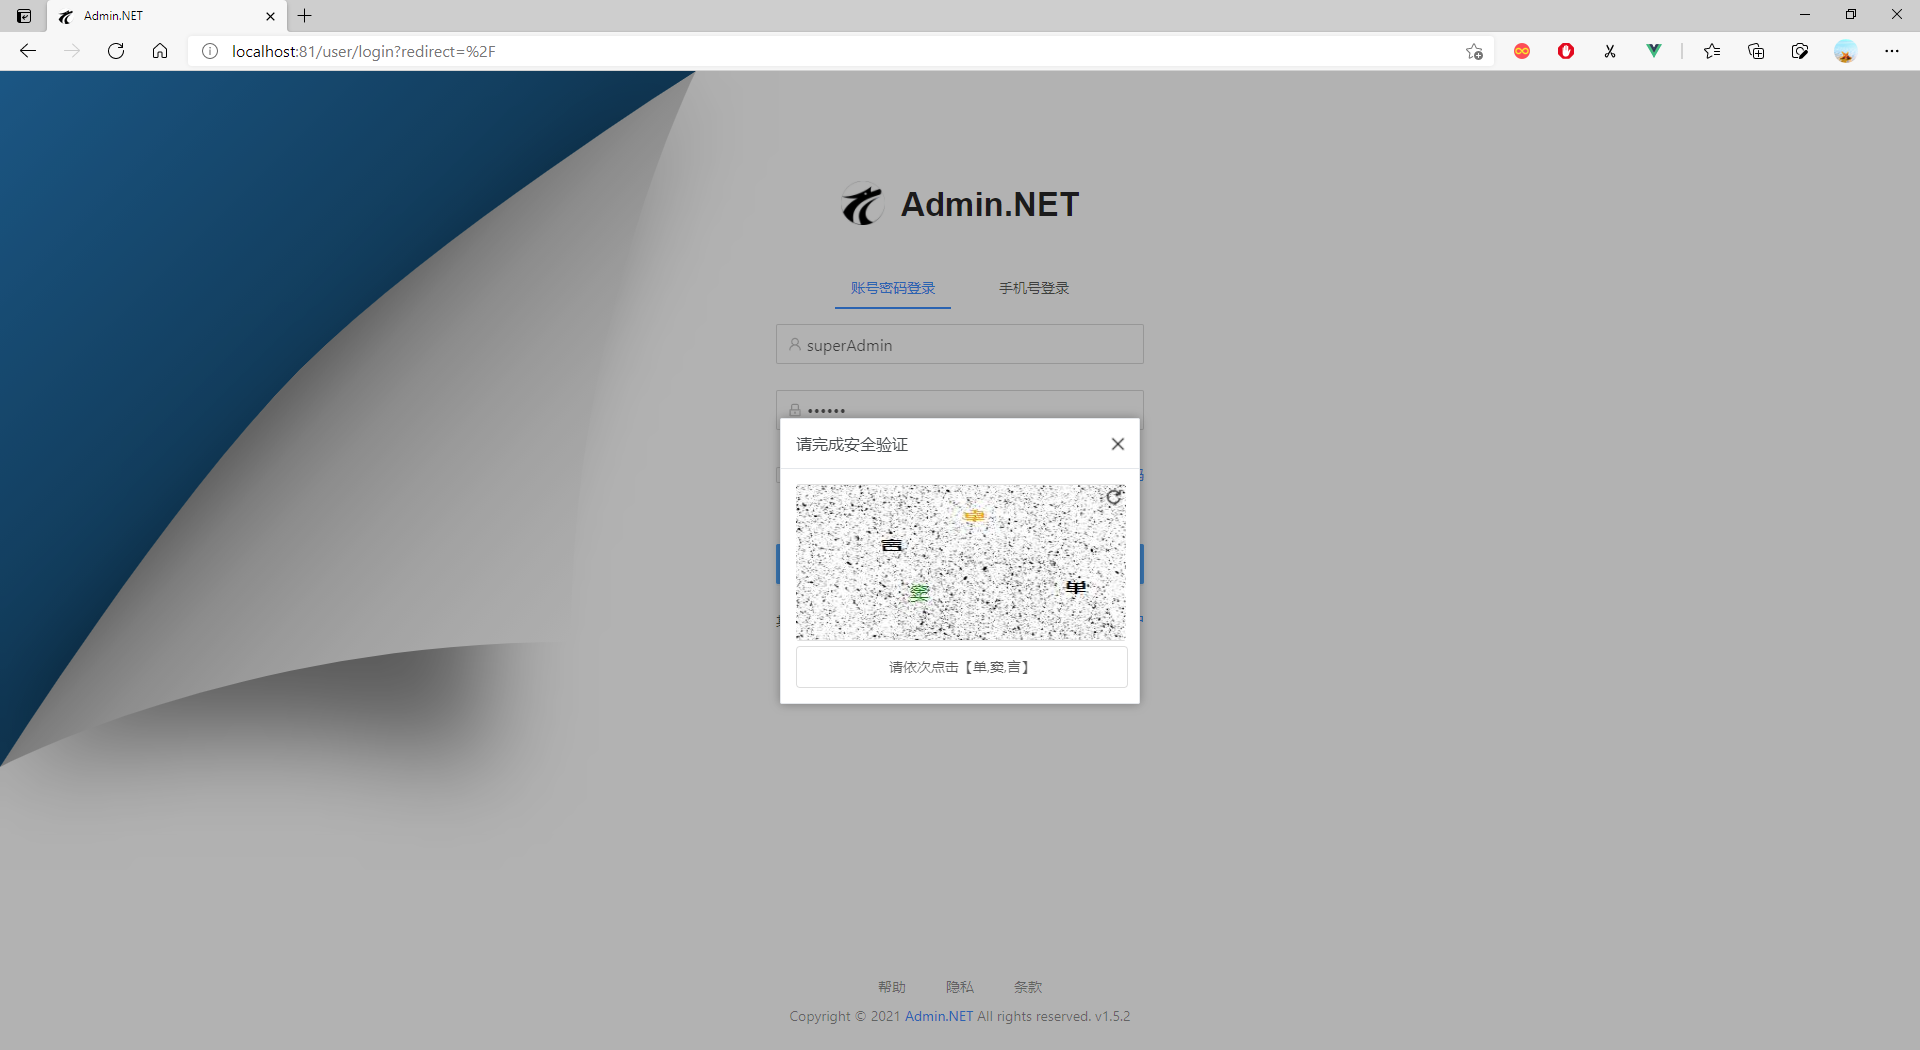 Admin.NET
localhost:81/user/login?redirect=%2F
Admin.NET
账号密码登录
手机号登录
superAdmin
••••••
请完成安全验证
言
窦
单
请依次点击【单,窦,言】
帮助
隐私
条款
Copyright © 2021 Admin.NET All rights reserved. v1.5.2